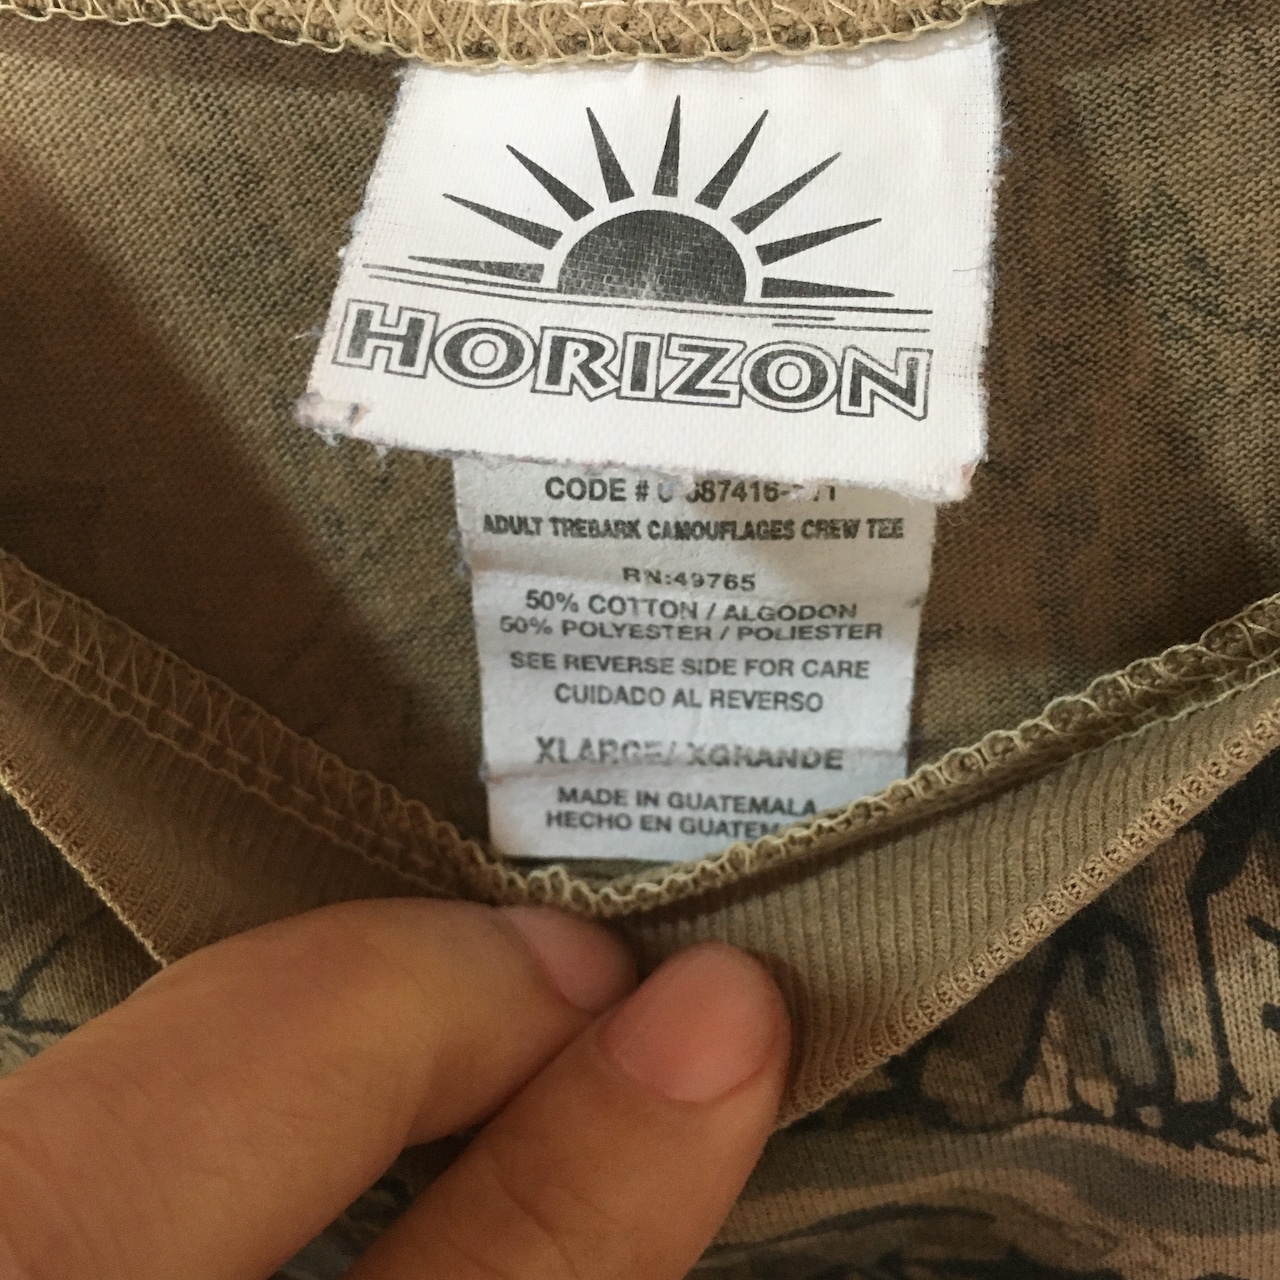 HORIZON
CODE #
ADULT TREBARK CAMOUFLAGES CREW TEE
RN:49765
50% COTTON / ALGODON
50% POLYESTER / POLIESTER
SEE REVERSE SIDE FOR CARE
CUIDADO AL REVERSO
XLARGE/ XGRANDE
MADE IN GUATEMALA
HECHO EN